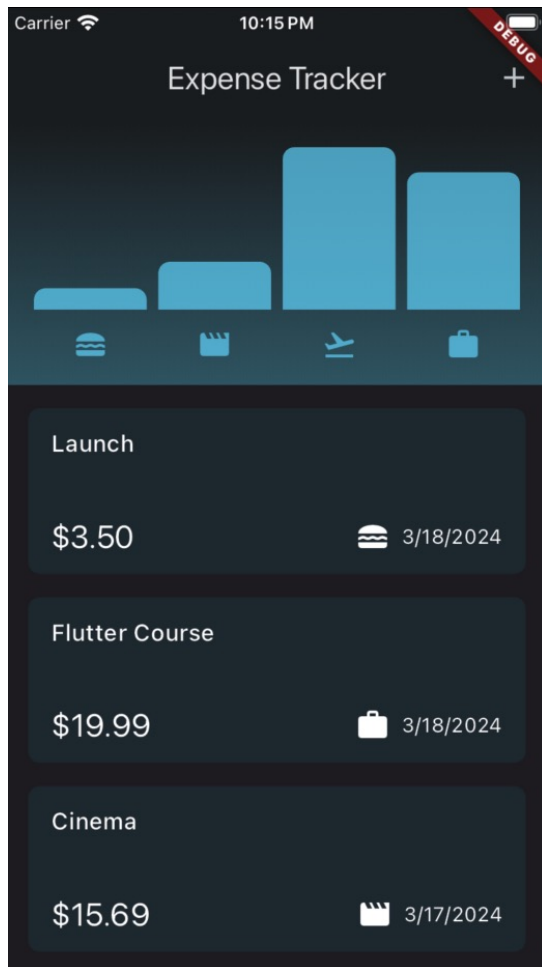 Carrier 10:15 PM
DEBUG
Expense Tracker +
Launch
$3.50 3/18/2024
Flutter Course
$19.99 3/18/2024
Cinema
$15.69 3/17/2024